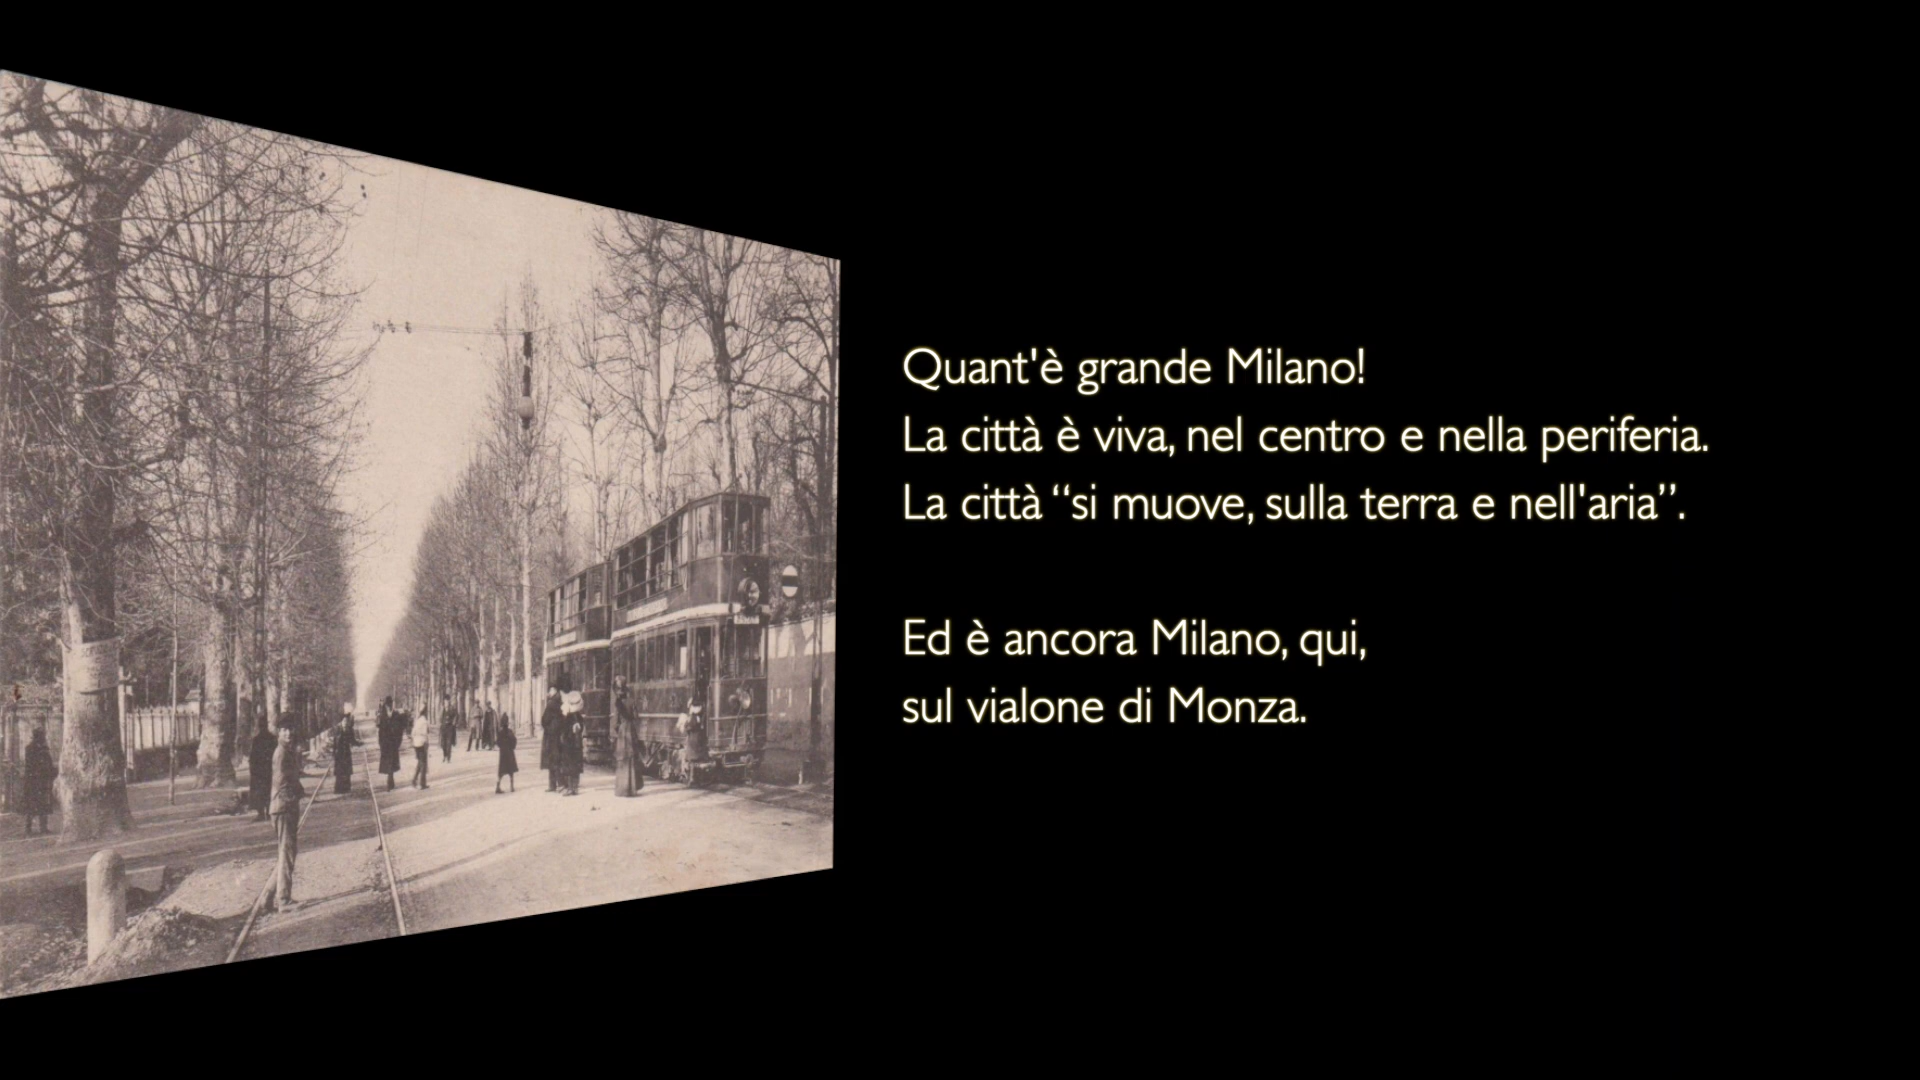 Quant'è grande Milano!
La città è viva, nel centro e nella periferia.
La città “si muove, sulla terra e nell'aria”.
Ed è ancora Milano, qui,
sul vialone di Monza.